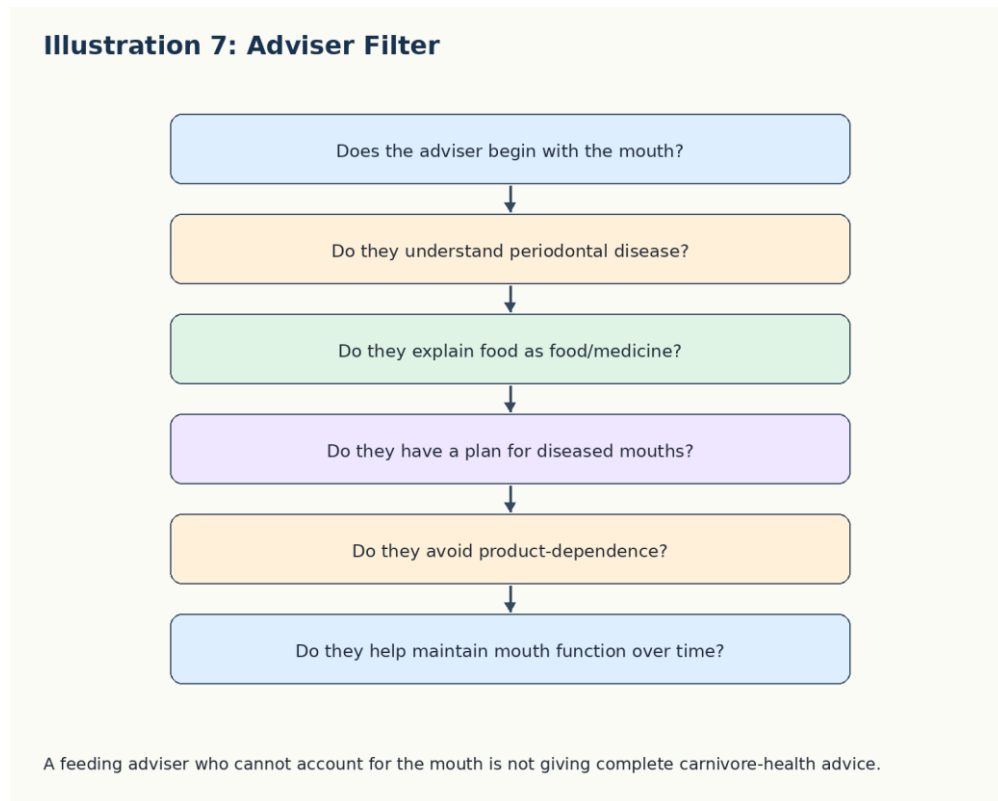 Illustration 7: Adviser Filter
Does the adviser begin with the mouth?
Do they understand periodontal disease?
Do they explain food as food/medicine?
Do they have a plan for diseased mouths?
Do they avoid product-dependence?
Do they help maintain mouth function over time?
A feeding adviser who cannot account for the mouth is not giving complete carnivore-health advice.